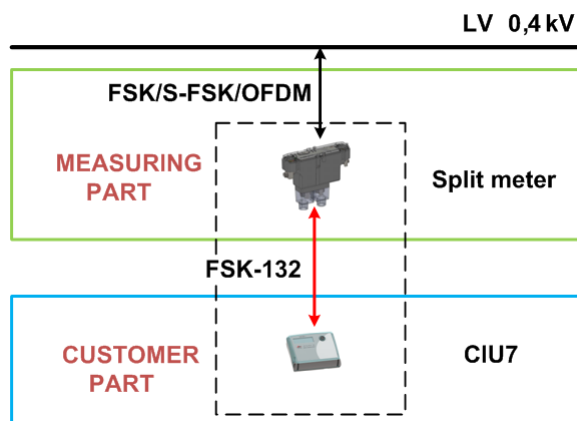 LV 0,4 kV
FSK/S-FSK/OFDM
MEASURING
PART
Split meter
FSK-132
CUSTOMER
PART
CIU7